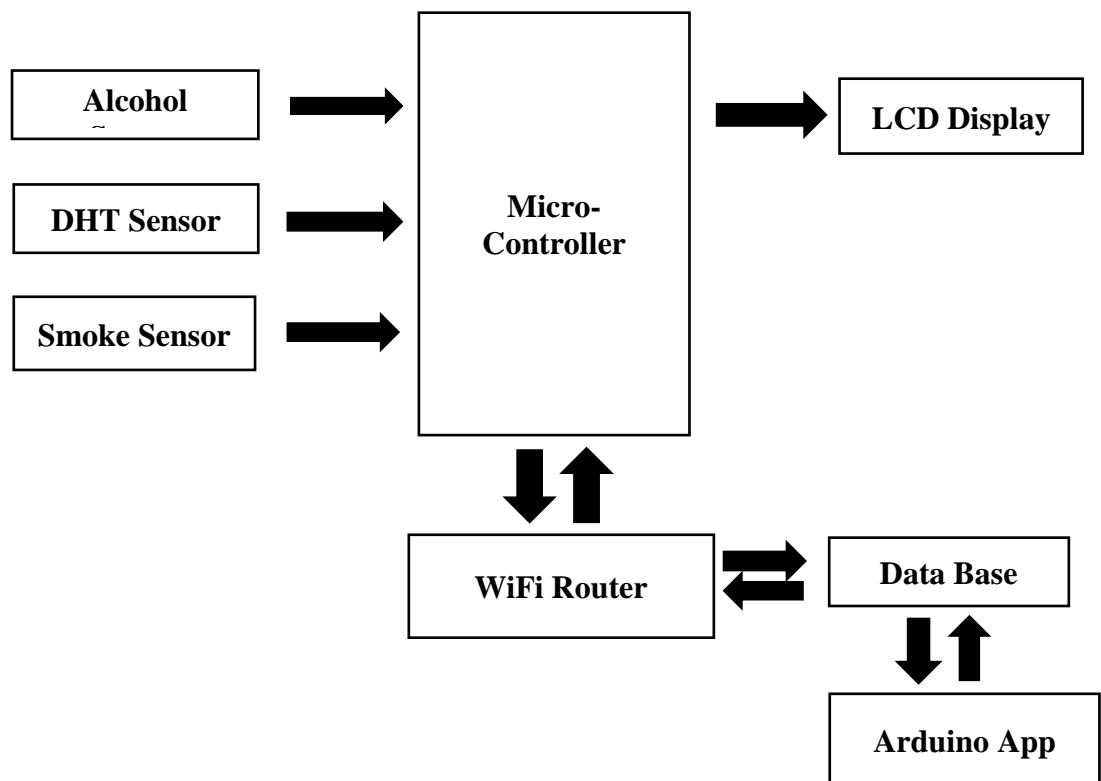 Alcohol
LCD Display
DHT Sensor
Micro-
Controller
Smoke Sensor
WiFi Router
Data Base
Arduino App